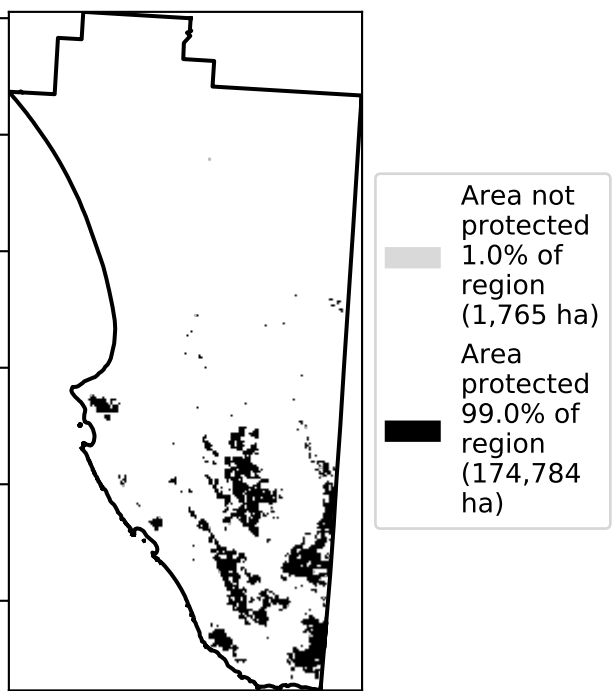 Area not
protected
1.0% of
region
(1,765 ha)
Area
protected
99.0% of
region
(174,784
ha)